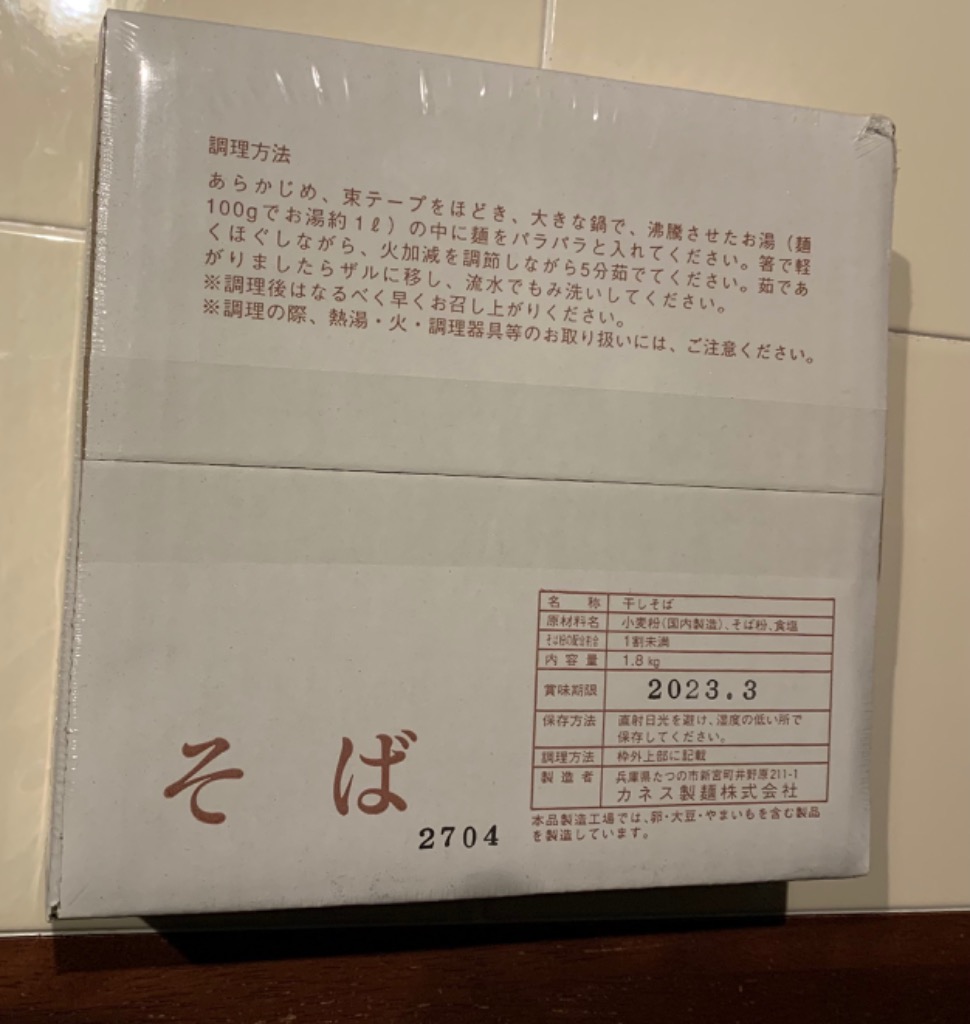 調理方法
あらかじめ、束テープをほどき、大きな鍋で、沸騰させたお湯（麺
100gでお湯約1ℓ）の中に麺をパラパラと入れてください。箸で軽
くほぐしながら、火加減を調節しながら5分茹でてください。茹であ
がりましたらザルに移し、流水でもみ洗いしてください。
※調理後はなるべく早くお召し上がりください。
※調理の際、熱湯・火・調理器具等のお取り扱いには、ご注意ください。
名称 干しそば
原材料名 小麦粉（国内製造）、そば粉、食塩
そば粉の配合割合 1割未満
内容量 1.8kg
賞味期限 2023.3
保存方法 直射日光を避け、湿度の低い所で
保存してください。
調理方法 枠外上部に記載
製造者 兵庫県たつの市新宮町井野原211-1
カネス製麺株式会社
本品製造工場では、卵・大豆・やまいもを含む製品
を製造しています。
そば
2704